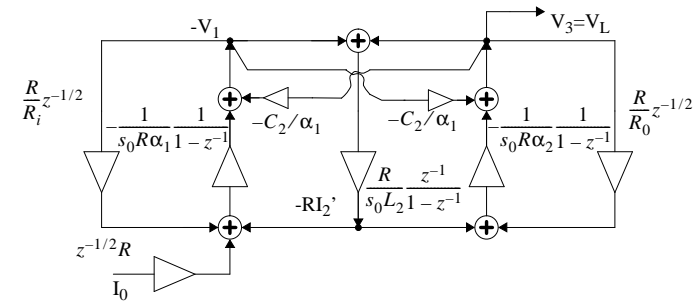 -V₁
V₃=Vₗ
R/Rᵢ z^{-1/2}
-C₂/α₁
-C₂/α₁
R/R₀ z^{-1/2}
-1/(s₀Rα₁) 1/(1-z^{-1})
-1/(s₀Rα₂) 1/(1-z^{-1})
R/(s₀L₂) z^{-1}/(1-z^{-1})
-RI₂'
z^{-1/2}R
I₀